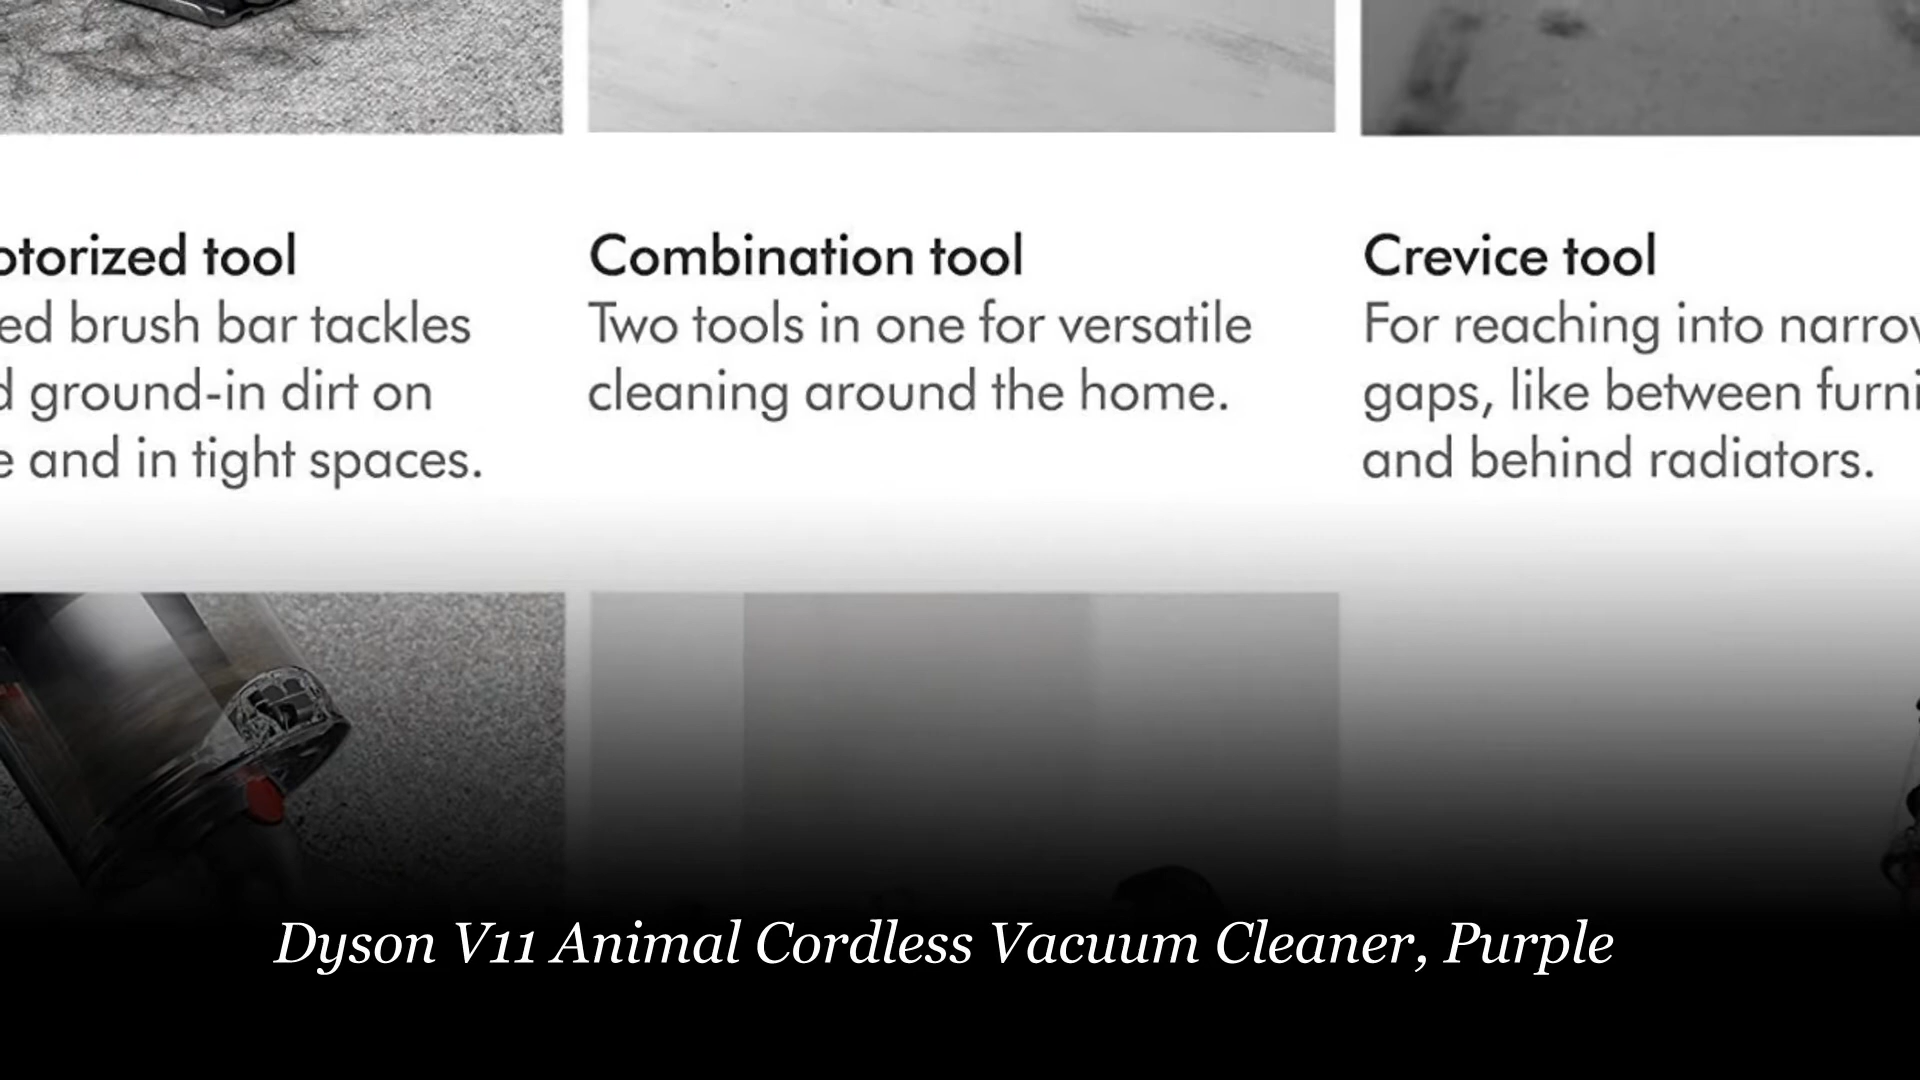 otorized tool
ed brush bar tackles
d ground-in dirt on
e and in tight spaces.
Combination tool
Two tools in one for versatile
cleaning around the home.
Crevice tool
For reaching into narrow
gaps, like between furni
and behind radiators.
Dyson V11 Animal Cordless Vacuum Cleaner, Purple